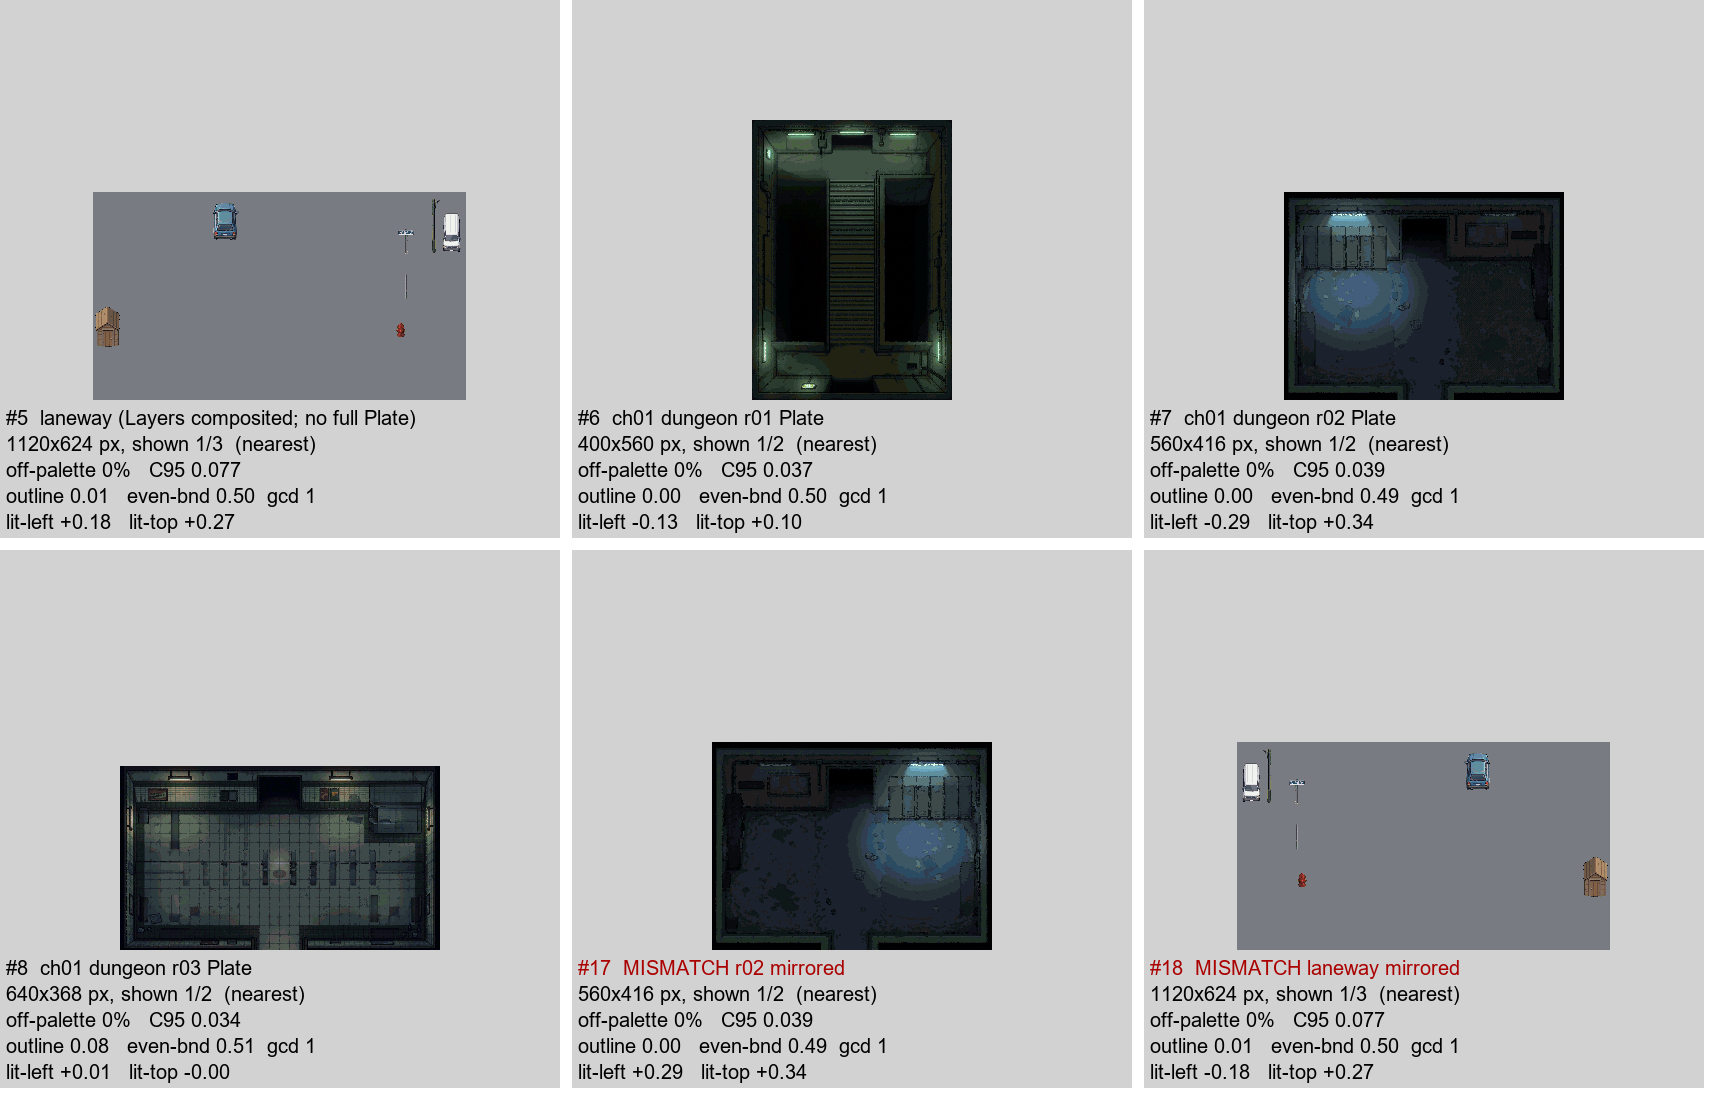 #5 laneway (Layers composited; no full Plate)
1120x624 px, shown 1/3 (nearest)
off-palette 0% C95 0.077
outline 0.01 even-bnd 0.50 gcd 1
lit-left +0.18 lit-top +0.27
#6 ch01 dungeon r01 Plate
400x560 px, shown 1/2 (nearest)
off-palette 0% C95 0.037
outline 0.00 even-bnd 0.50 gcd 1
lit-left -0.13 lit-top +0.10
#7 ch01 dungeon r02 Plate
560x416 px, shown 1/2 (nearest)
off-palette 0% C95 0.039
outline 0.00 even-bnd 0.49 gcd 1
lit-left -0.29 lit-top +0.34
#8 ch01 dungeon r03 Plate
640x368 px, shown 1/2 (nearest)
off-palette 0% C95 0.034
outline 0.08 even-bnd 0.51 gcd 1
lit-left +0.01 lit-top -0.00
#17 MISMATCH r02 mirrored
560x416 px, shown 1/2 (nearest)
off-palette 0% C95 0.039
outline 0.00 even-bnd 0.49 gcd 1
lit-left +0.29 lit-top +0.34
#18 MISMATCH laneway mirrored
1120x624 px, shown 1/3 (nearest)
off-palette 0% C95 0.077
outline 0.01 even-bnd 0.50 gcd 1
lit-left -0.18 lit-top +0.27